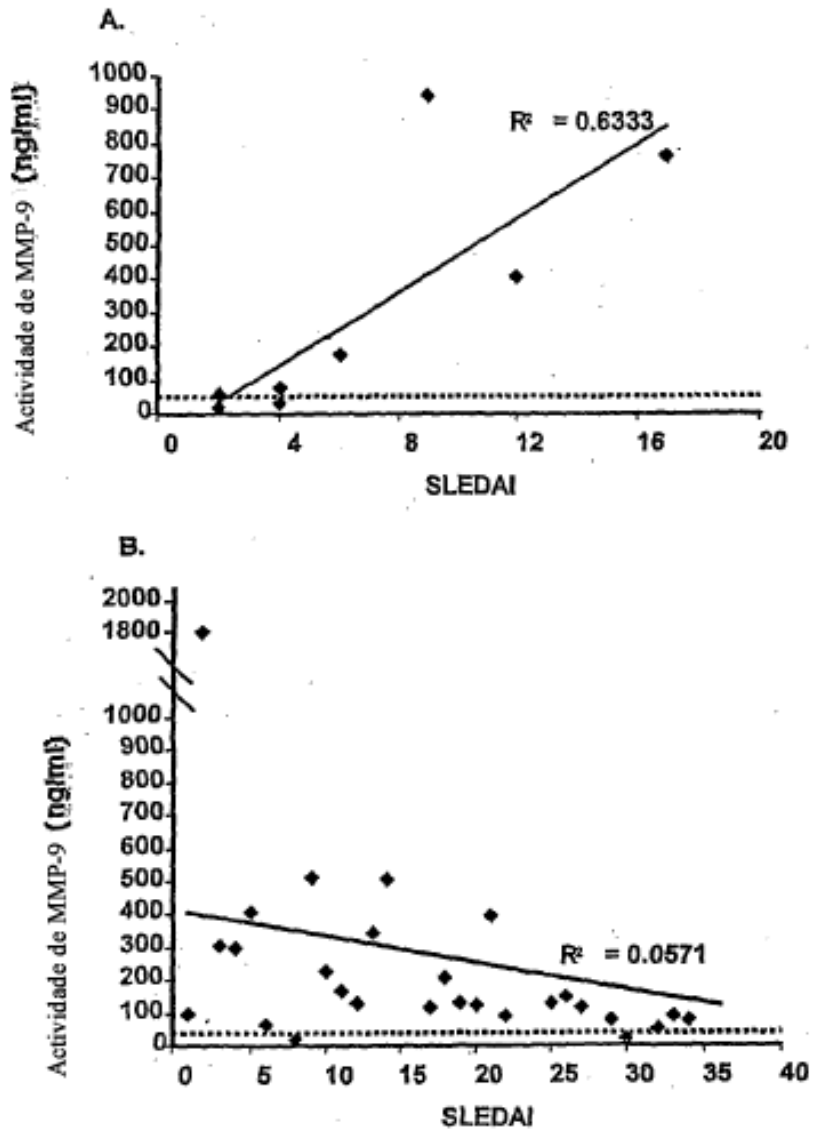 A.
Actividade de MMP-9 (ng/ml)
1000
900
800
700
600
500
400
300
200
100
0
R² = 0.6333
0 4 8 12 16 20
SLEDAI
B.
Actividade de MMP-9 (ng/ml)
2000
1800
1000
900
800
700
600
500
400
300
200
100
0
R² = 0.0571
0 5 10 15 20 25 30 35 40
SLEDAI